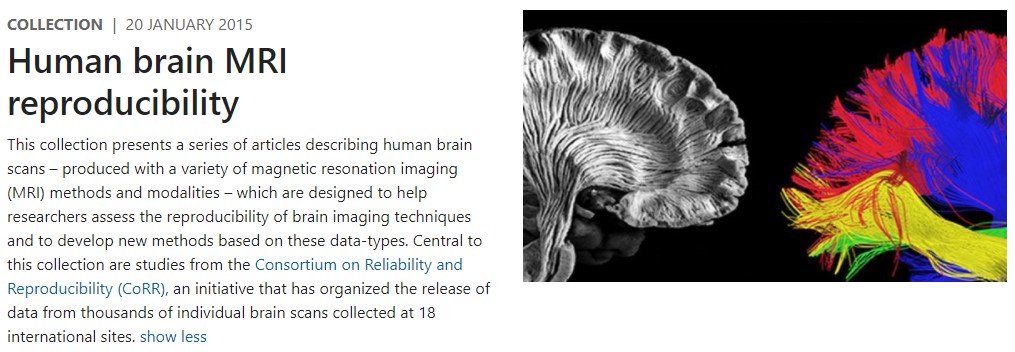 COLLECTION | 20 JANUARY 2015
Human brain MRI
reproducibility
This collection presents a series of articles describing human brain
scans – produced with a variety of magnetic resonation imaging
(MRI) methods and modalities – which are designed to help
researchers assess the reproducibility of brain imaging techniques
and to develop new methods based on these data-types. Central to
this collection are studies from the Consortium on Reliability and
Reproducibility (CoRR), an initiative that has organized the release of
data from thousands of individual brain scans collected at 18
international sites. show less